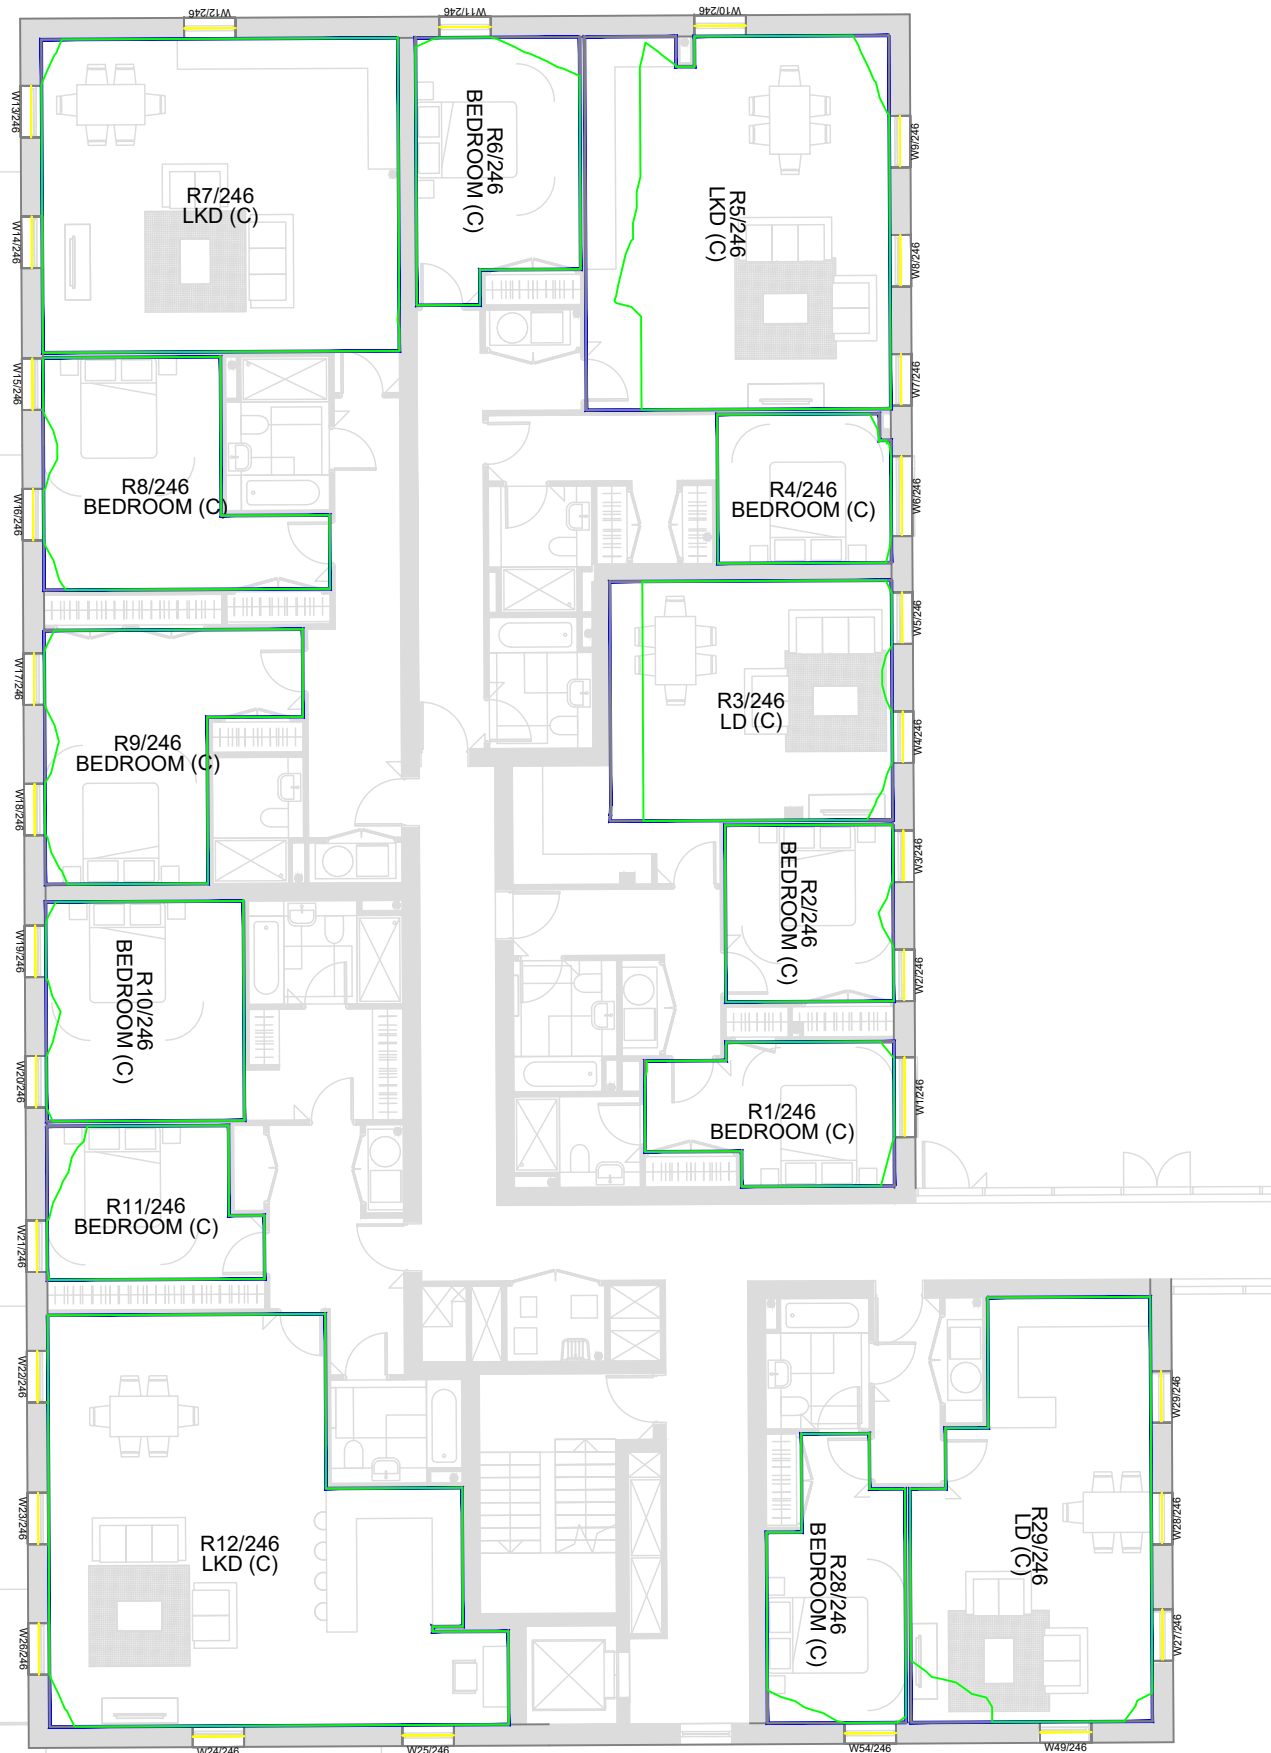 W12/246
W11/246
W10/246
W13/246
W14/246
W15/246
W16/246
W17/246
W18/246
W19/246
W20/246
W21/246
W22/246
W23/246
W26/246
W24/246
W25/246
W9/246
W8/246
W7/246
W6/246
W5/246
W4/246
W3/246
W2/246
W1/246
W29/246
W28/246
W27/246
W54/246
W49/246
R7/246
LKD (C)
R6/246
BEDROOM (C)
R5/246
LKD (C)
R8/246
BEDROOM (C)
R4/246
BEDROOM (C)
R3/246
LD (C)
R9/246
BEDROOM (C)
R2/246
BEDROOM (C)
R10/246
BEDROOM (C)
R1/246
BEDROOM (C)
R11/246
BEDROOM (C)
R12/246
LKD (C)
R28/246
BEDROOM (C)
R29/246
LD (C)